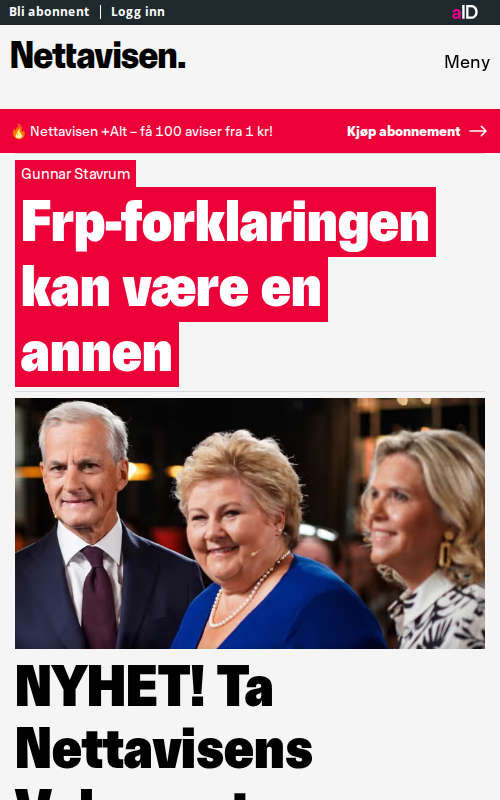 Bli abonnent | Logg inn
aID
Nettavisen.
Meny
🔥 Nettavisen +Alt – få 100 aviser fra 1 kr!
Kjøp abonnement →
Gunnar Stavrum
Frp-forklaringen
kan være en
annen
NYHET! Ta
Nettavisens